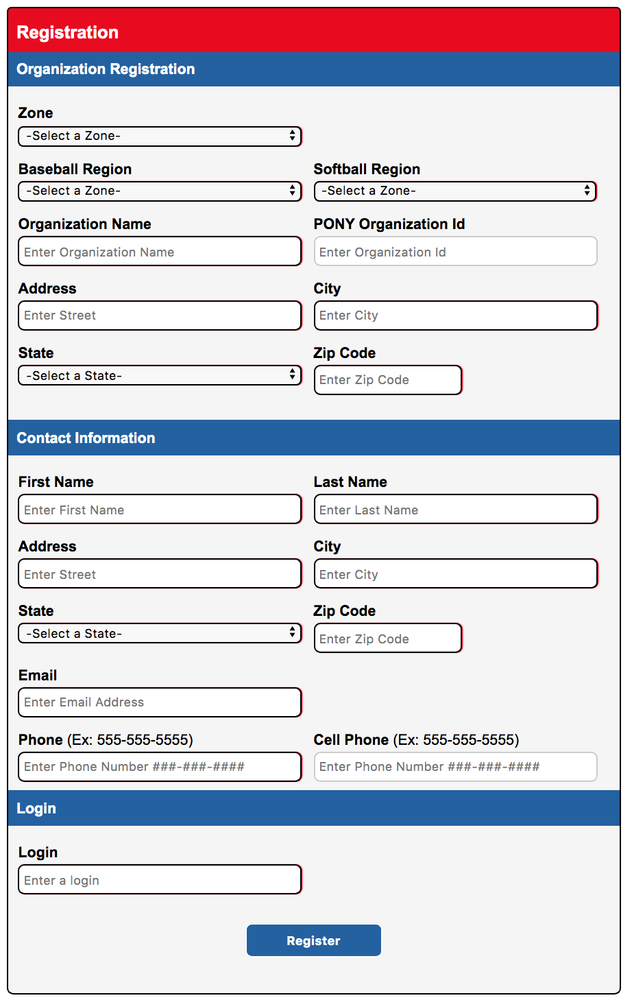 Registration
Organization Registration
Zone
-Select a Zone-
Baseball Region Softball Region
-Select a Zone- -Select a Zone-
Organization Name PONY Organization Id
Enter Organization Name Enter Organization Id
Address City
Enter Street Enter City
State Zip Code
-Select a State- Enter Zip Code
Contact Information
First Name Last Name
Enter First Name Enter Last Name
Address City
Enter Street Enter City
State Zip Code
-Select a State- Enter Zip Code
Email
Enter Email Address
Phone (Ex: 555-555-5555) Cell Phone (Ex: 555-555-5555)
Enter Phone Number ###-###-#### Enter Phone Number ###-###-####
Login
Login
Enter a login
Register